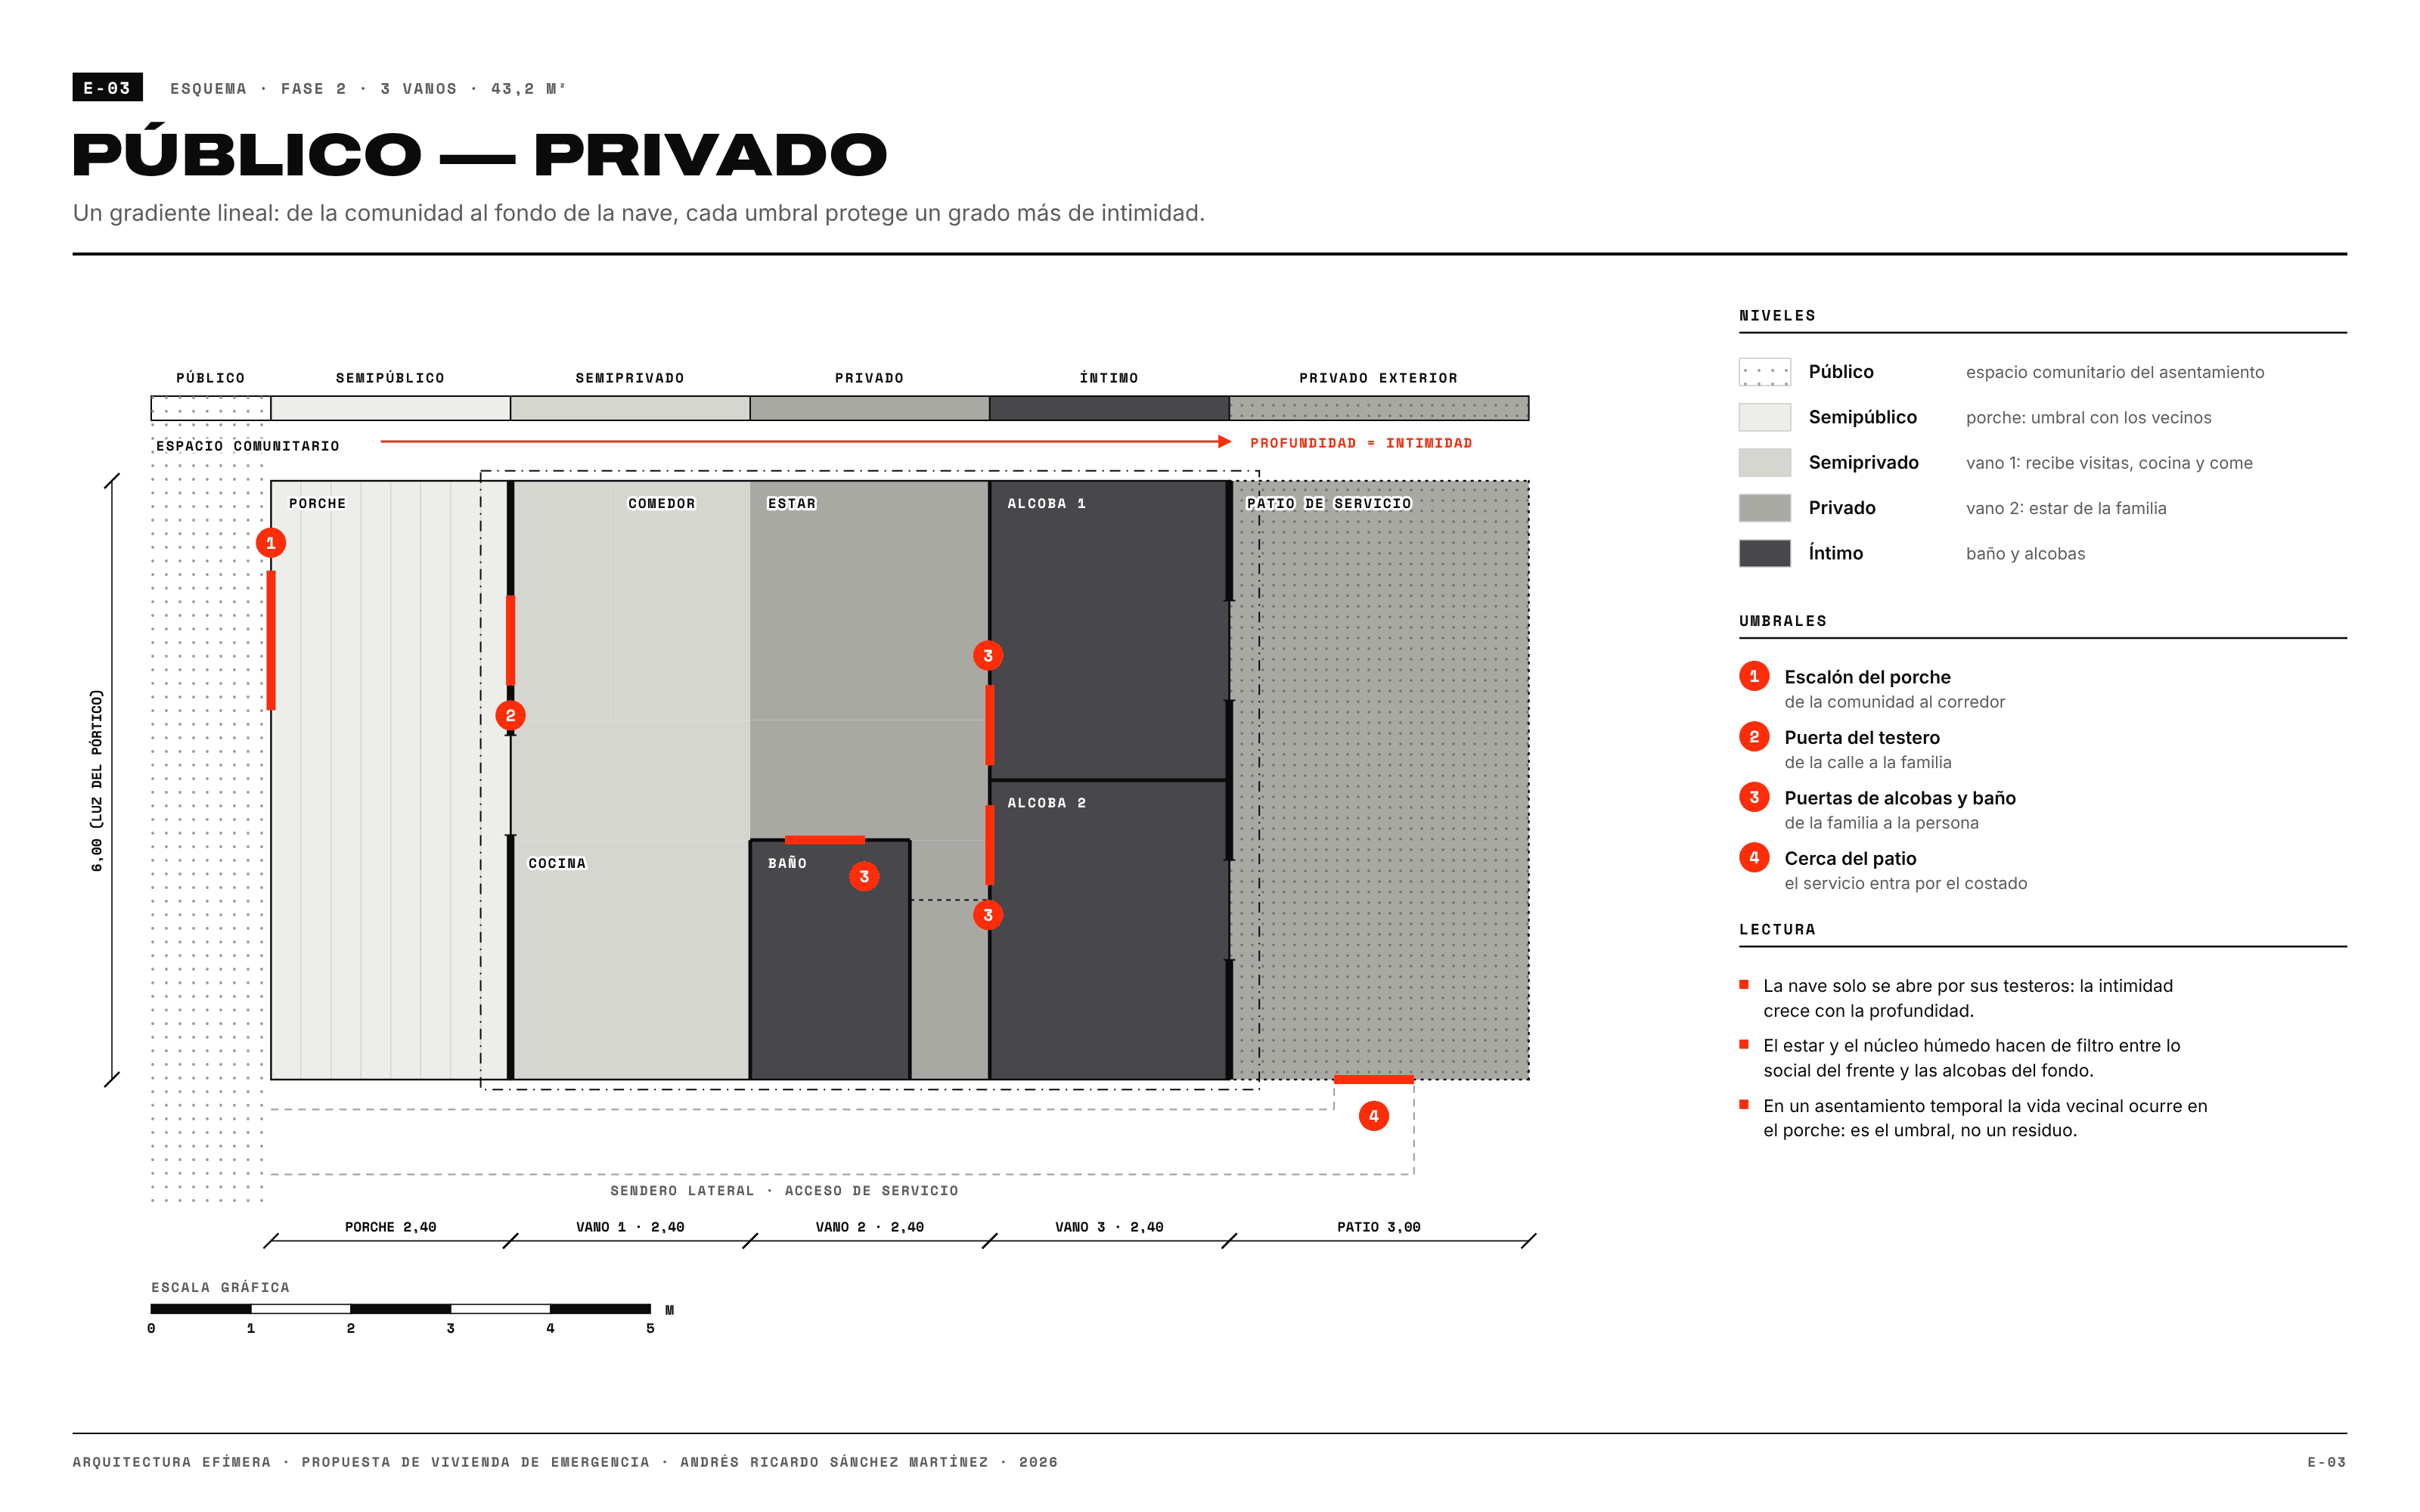 E-03 ESQUEMA · FASE 2 · 3 VANOS · 43,2 M²
PÚBLICO — PRIVADO
Un gradiente lineal: de la comunidad al fondo de la nave, cada umbral protege un grado más de intimidad.
PÚBLICO SEMIPÚBLICO SEMIPRIVADO PRIVADO ÍNTIMO PRIVADO EXTERIOR
ESPACIO COMUNITARIO PROFUNDIDAD = INTIMIDAD
PORCHE COMEDOR ESTAR ALCOBA 1 PATIO DE SERVICIO
1
3
2
6,00 (LUZ DEL PÓRTICO)
ALCOBA 2
COCINA BAÑO 3
3
4
SENDERO LATERAL · ACCESO DE SERVICIO
PORCHE 2,40 VANO 1 · 2,40 VANO 2 · 2,40 VANO 3 · 2,40 PATIO 3,00
ESCALA GRÁFICA
M
0 1 2 3 4 5
NIVELES
Público espacio comunitario del asentamiento
Semipúblico porche: umbral con los vecinos
Semiprivado vano 1: recibe visitas, cocina y come
Privado vano 2: estar de la familia
Íntimo baño y alcobas
UMBRALES
1 Escalón del porche
de la comunidad al corredor
2 Puerta del testero
de la calle a la familia
3 Puertas de alcobas y baño
de la familia a la persona
4 Cerca del patio
el servicio entra por el costado
LECTURA
La nave solo se abre por sus testeros: la intimidad
crece con la profundidad.
El estar y el núcleo húmedo hacen de filtro entre lo
social del frente y las alcobas del fondo.
En un asentamiento temporal la vida vecinal ocurre en
el porche: es el umbral, no un residuo.
ARQUITECTURA EFÍMERA · PROPUESTA DE VIVIENDA DE EMERGENCIA · ANDRÉS RICARDO SÁNCHEZ MARTÍNEZ · 2026
E-03